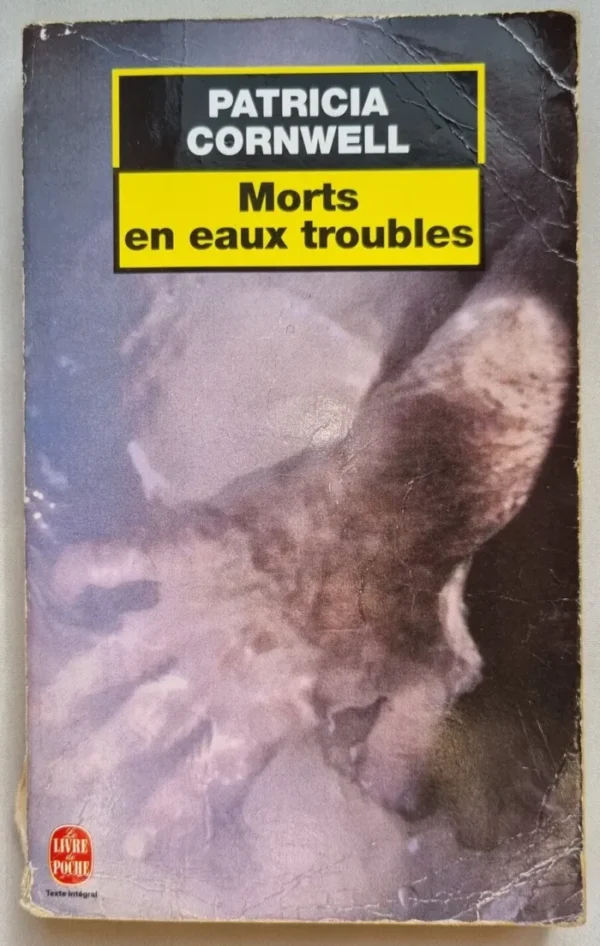 PATRICIA
CORNWELL
Morts
en eaux troubles
Le
LIVRE
de
POCHE
Texte intégral